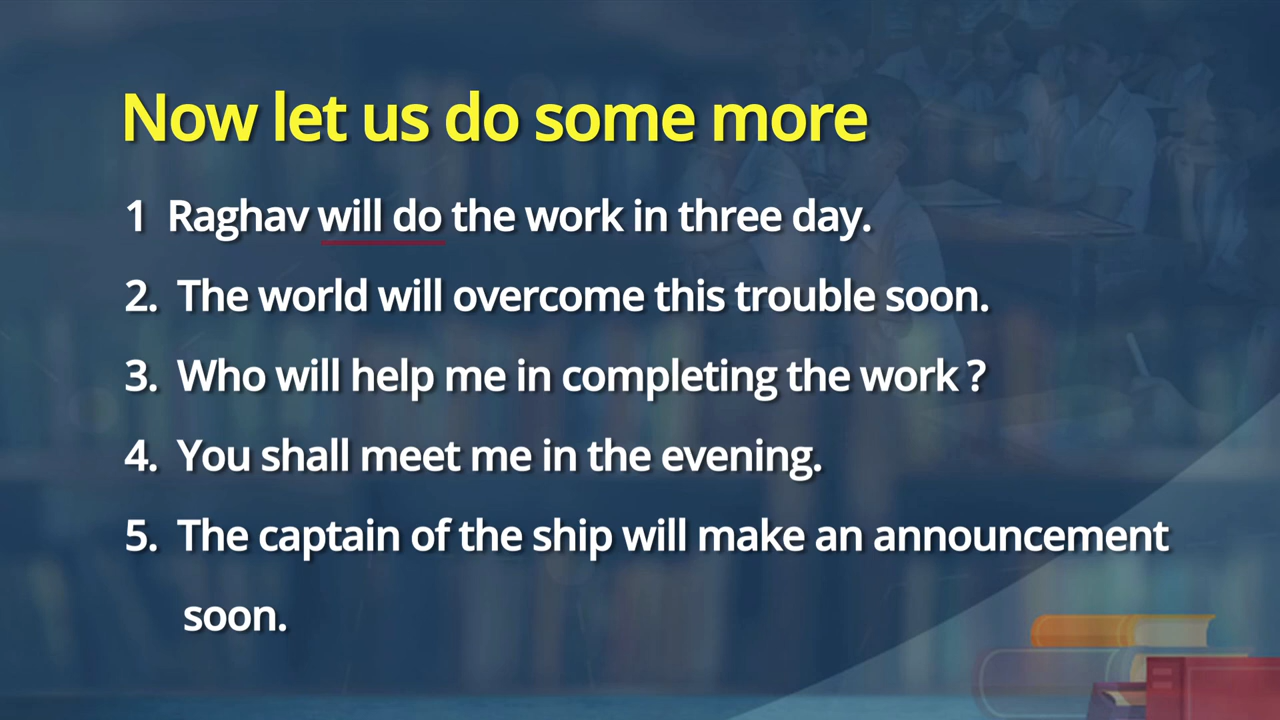 Now let us do some more
1 Raghav will do the work in three day.
2. The world will overcome this trouble soon.
3. Who will help me in completing the work ?
4. You shall meet me in the evening.
5. The captain of the ship will make an announcement
soon.